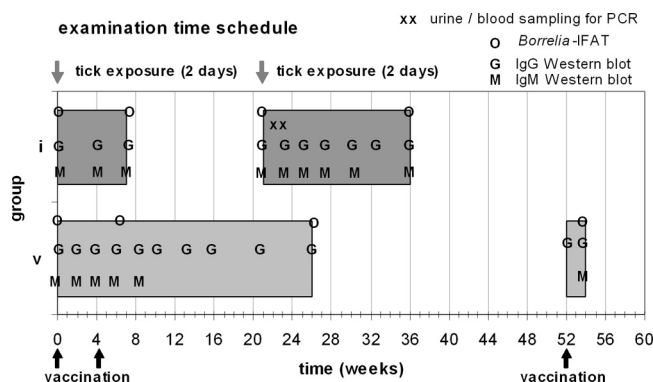 xx urine / blood sampling for PCR
examination time schedule
O Borrelia-IFAT
G IgG Western blot
M IgM Western blot
tick exposure (2 days) tick exposure (2 days)
O O O O
xx
i G G G G G G G G G G
M M M M M M M M M
group
O O O O
v G G G G G G G G G G G G
M M M M M M
0 4 8 12 16 20 24 28 32 36 40 44 48 52 56 60
time (weeks)
vaccination vaccination